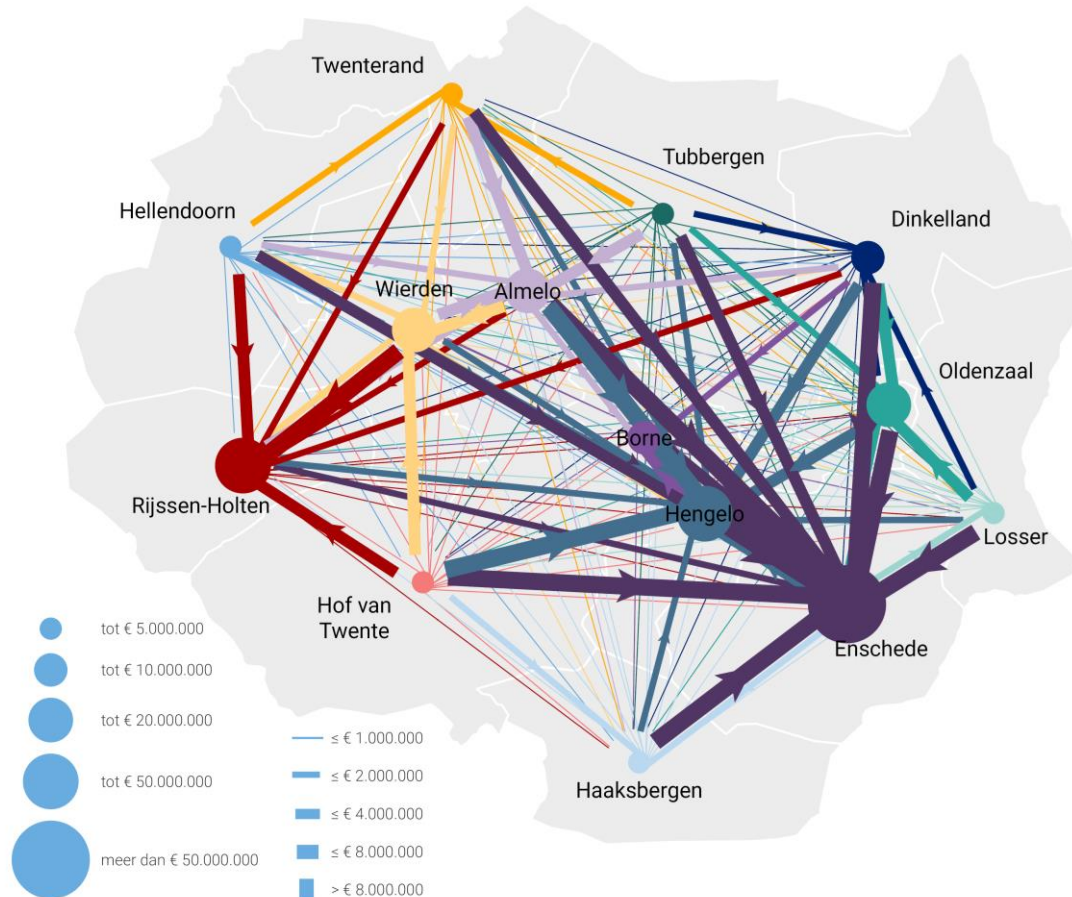 Twenterand
Tubbergen
Hellendoorn
Dinkelland
Wierden
Almelo
Oldenzaal
Borne
Rijssen-Holten
Hengelo
Losser
Hof van
Twente
Enschede
Haaksbergen
tot € 5.000.000
tot € 10.000.000
tot € 20.000.000
tot € 50.000.000
meer dan € 50.000.000
≤ € 1.000.000
≤ € 2.000.000
≤ € 4.000.000
≤ € 8.000.000
> € 8.000.000